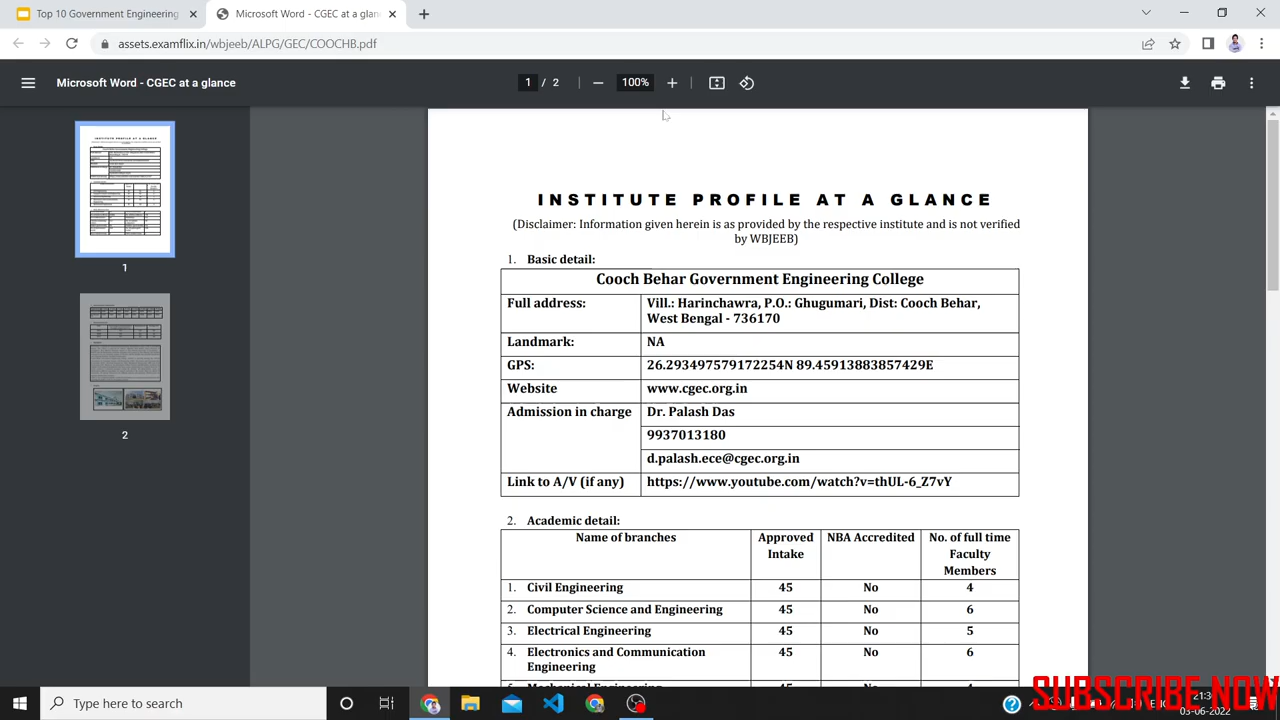 Top 10 Government Engineering
Microsoft Word - CGEC at a glan
assets.examflix.in/wbjeeb/ALPG/GEC/COOCHB.pdf
Microsoft Word - CGEC at a glance
1 / 2
100%
1
2
INSTITUTE PROFILE AT A GLANCE
(Disclaimer: Information given herein is as provided by the respective institute and is not verified
by WBJEEB)
1. Basic detail:
Cooch Behar Government Engineering College
Full address: Vill.: Harinchawra, P.O.: Ghugumari, Dist: Cooch Behar,
West Bengal - 736170
Landmark: NA
GPS: 26.293497579172254N 89.45913883857429E
Website www.cgec.org.in
Admission in charge Dr. Palash Das
9937013180
d.palash.ece@cgec.org.in
Link to A/V (if any) https://www.youtube.com/watch?v=thUL-6_Z7vY
2. Academic detail:
Name of branches Approved Intake NBA Accredited No. of full time Faculty Members
1. Civil Engineering 45 No 4
2. Computer Science and Engineering 45 No 6
3. Electrical Engineering 45 No 5
4. Electronics and Communication Engineering 45 No 6
Type here to search
SUBSCRIBE NOW
03-06-2022